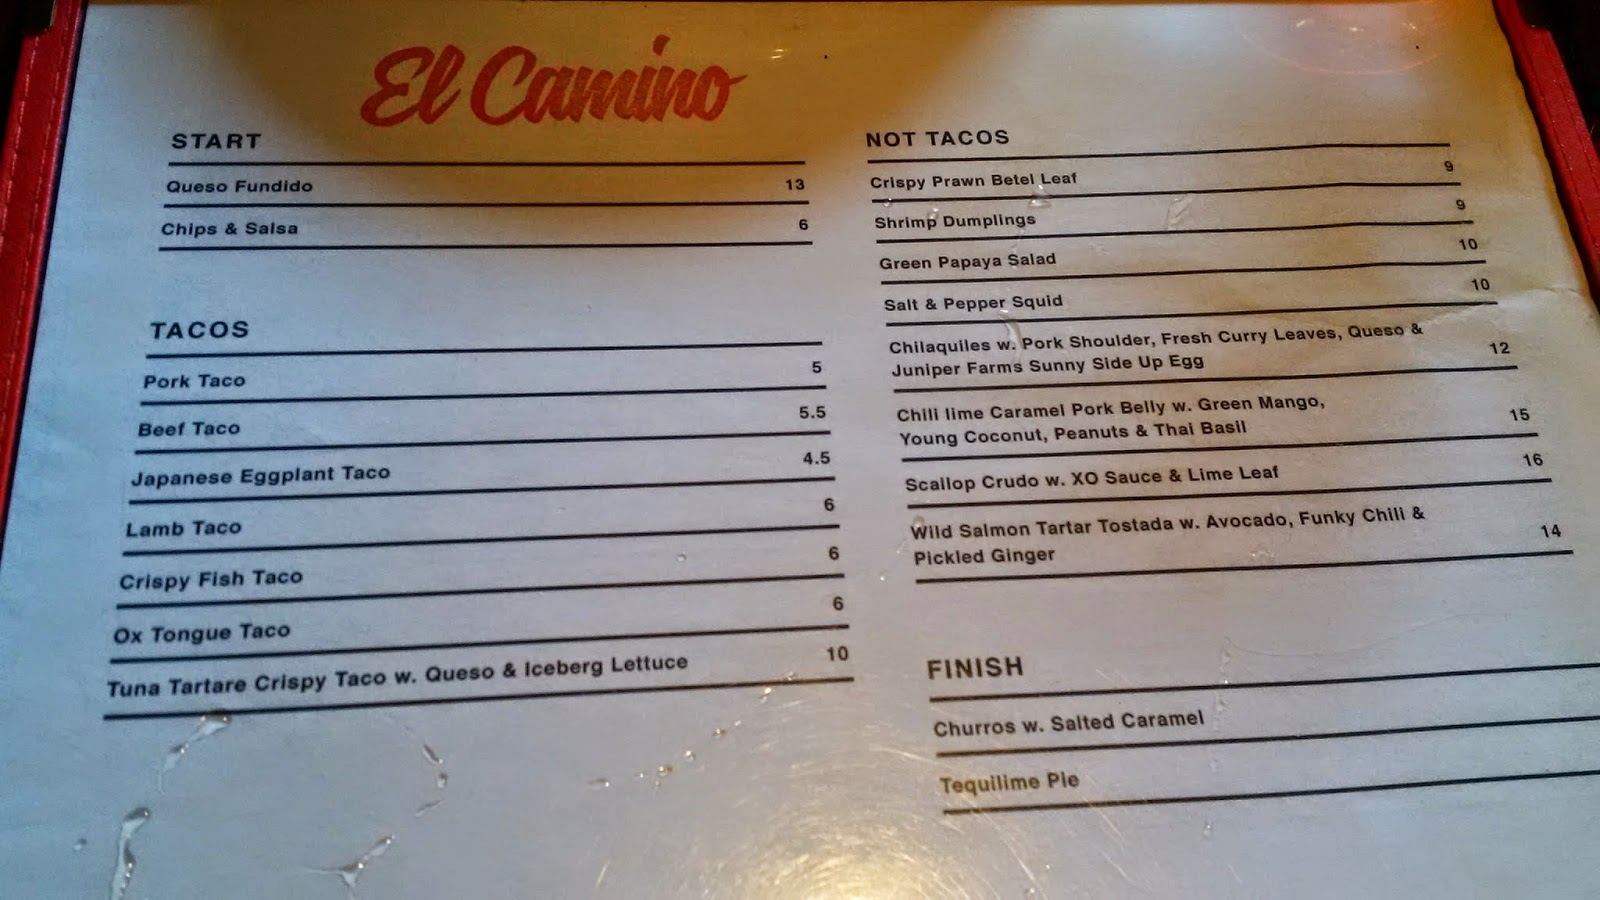 El Camino
START
Queso Fundido 13
Chips & Salsa 6
TACOS
Pork Taco 5
Beef Taco 5.5
Japanese Eggplant Taco 4.5
Lamb Taco 6
Crispy Fish Taco 6
Ox Tongue Taco 6
Tuna Tartare Crispy Taco w. Queso & Iceberg Lettuce 10
NOT TACOS
Crispy Prawn Betel Leaf 9
Shrimp Dumplings 9
Green Papaya Salad 10
Salt & Pepper Squid 10
Chilaquiles w. Pork Shoulder, Fresh Curry Leaves, Queso &
Juniper Farms Sunny Side Up Egg 12
Chili lime Caramel Pork Belly w. Green Mango,
Young Coconut, Peanuts & Thai Basil 15
Scallop Crudo w. XO Sauce & Lime Leaf 16
Wild Salmon Tartar Tostada w. Avocado, Funky Chili &
Pickled Ginger 14
FINISH
Churros w. Salted Caramel
Tequilime Pie